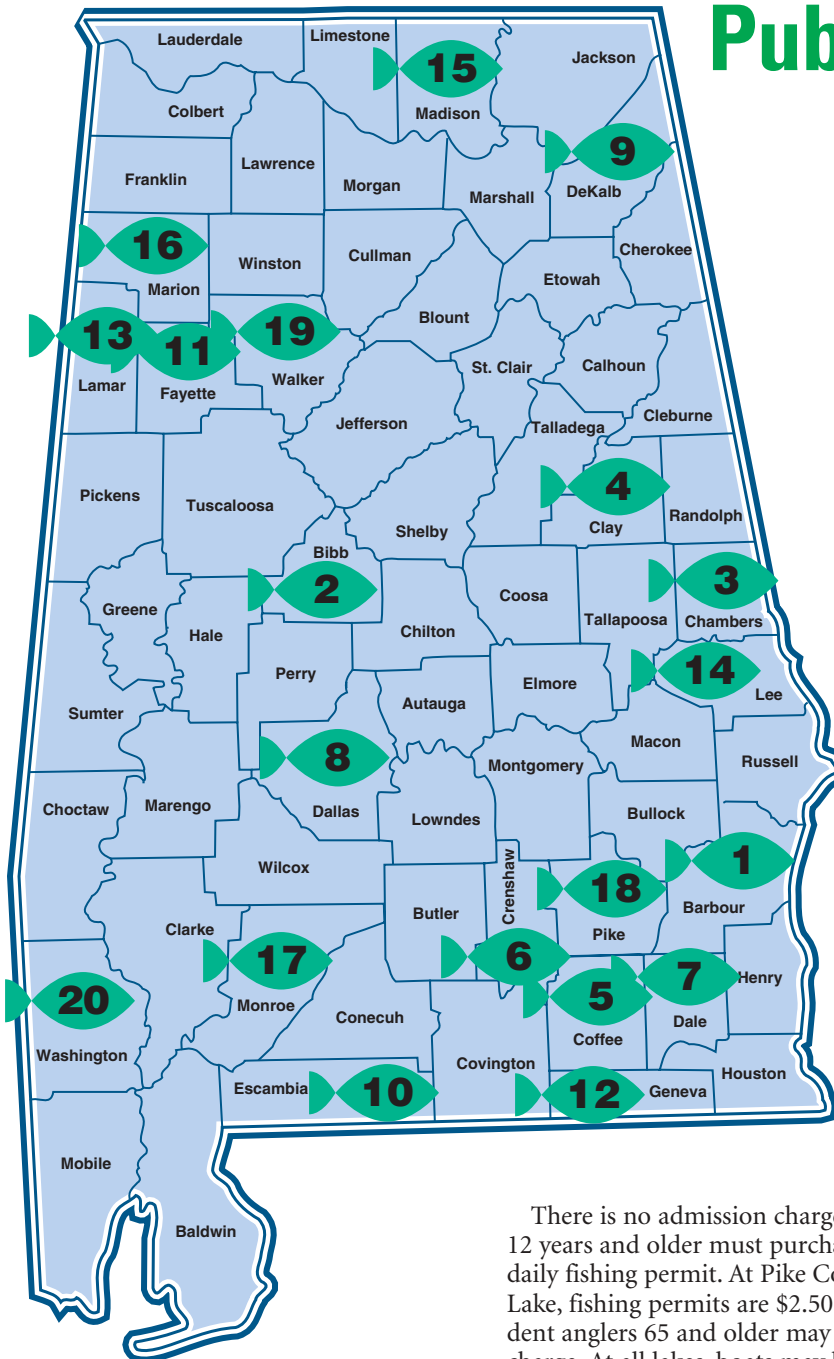 Pub
Lauderdale
Limestone
15
Jackson
Colbert
Madison
9
Franklin
Lawrence
Morgan
Marshall
DeKalb
16
Cherokee
Winston
Cullman
Etowah
Marion
Blount
13
11
19
St. Clair
Calhoun
Lamar
Fayette
Walker
Jefferson
Talladega
Cleburne
4
Pickens
Tuscaloosa
Shelby
Clay
Randolph
Bibb
2
3
Greene
Coosa
Hale
Chilton
Tallapoosa
Chambers
Perry
Elmore
14
Lee
Sumter
Autauga
Macon
8
Montgomery
Russell
Choctaw
Marengo
Dallas
Lowndes
Bullock
Wilcox
Crenshaw
1
18
Butler
Barbour
Clarke
Pike
17
6
20
5
7
Henry
Monroe
Conecuh
Dale
Washington
Coffee
Covington
Escambia
10
12
Geneva
Houston
Mobile
Baldwin
There is no admission charge
12 years and older must purcha
daily fishing permit. At Pike Co
Lake, fishing permits are $2.50
dent anglers 65 and older may